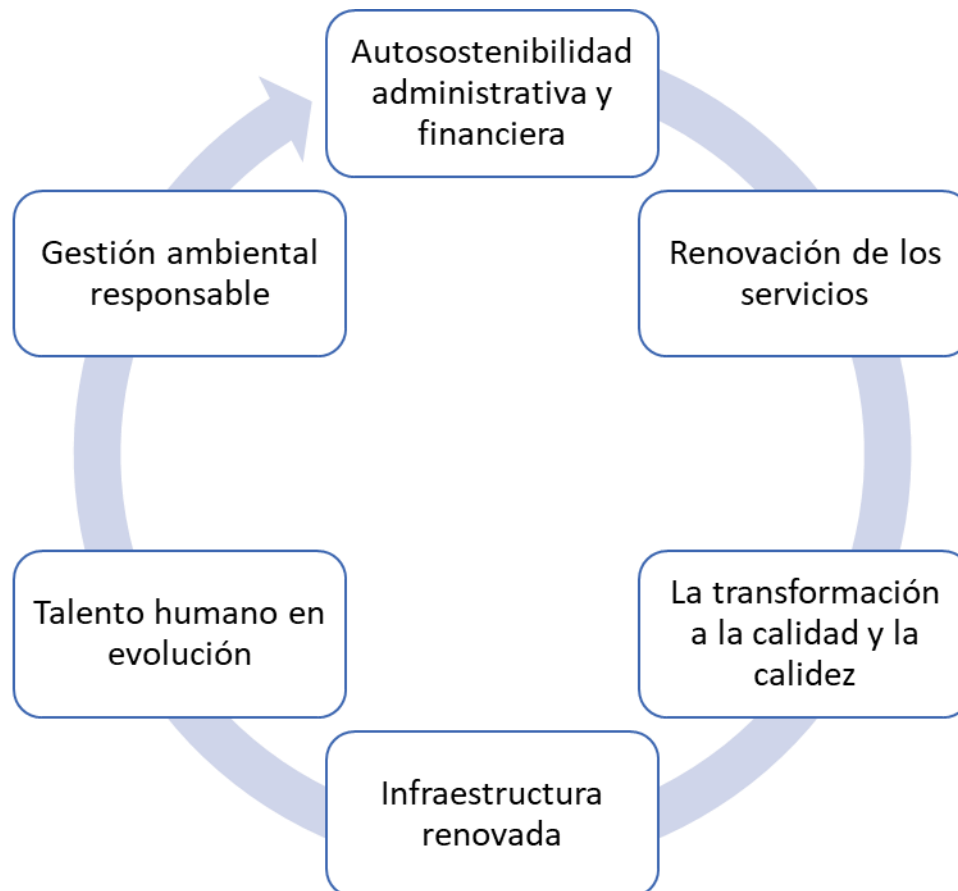 Autosostenibilidad
administrativa y
financiera
Renovación de los
servicios
La transformación
a la calidad y la
calidez
Infraestructura
renovada
Talento humano en
evolución
Gestión ambiental
responsable